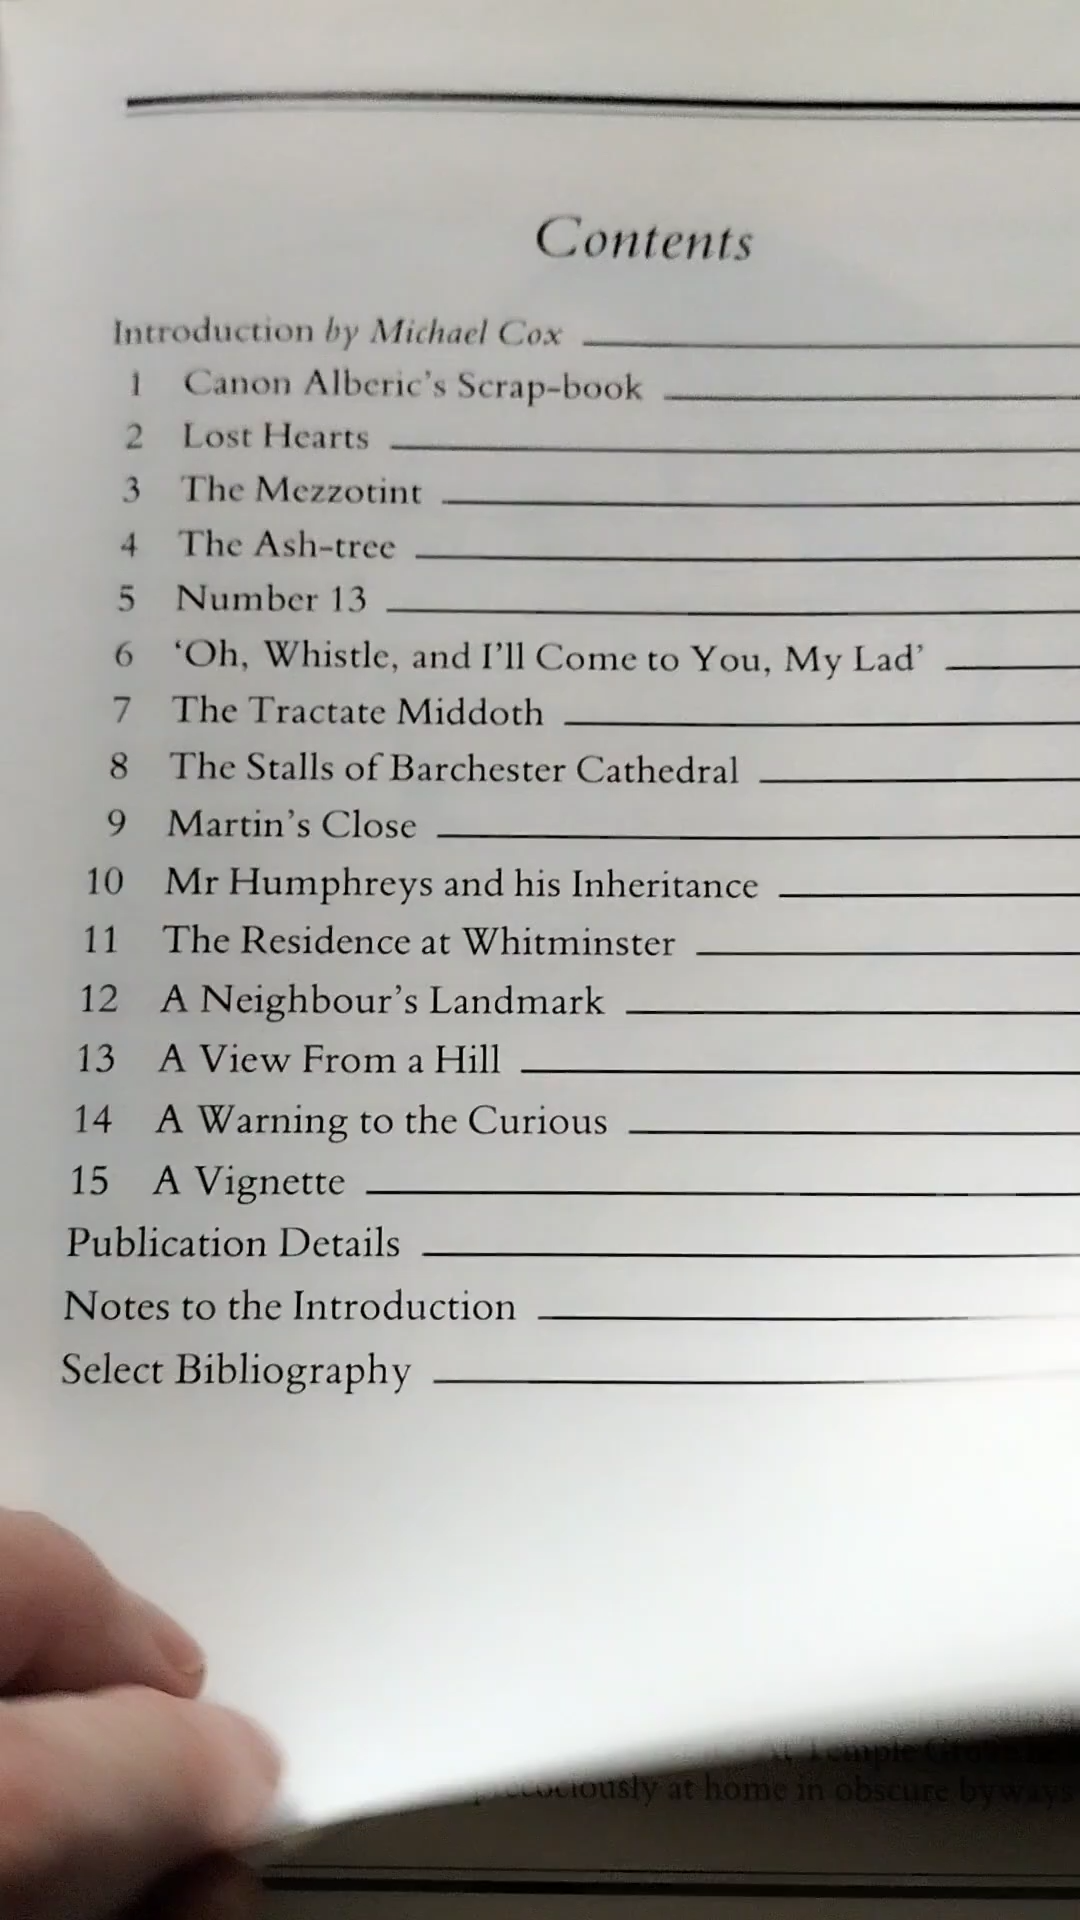 Contents
Introduction by Michael Cox
1 Canon Alberic's Scrap-book
2 Lost Hearts
3 The Mezzotint
4 The Ash-tree
5 Number 13
6 ‘Oh, Whistle, and I’ll Come to You, My Lad’
7 The Tractate Middoth
8 The Stalls of Barchester Cathedral
9 Martin’s Close
10 Mr Humphreys and his Inheritance
11 The Residence at Whitminster
12 A Neighbour’s Landmark
13 A View From a Hill
14 A Warning to the Curious
15 A Vignette
Publication Details
Notes to the Introduction
Select Bibliography
At Temple
precociously at home in obscure byways